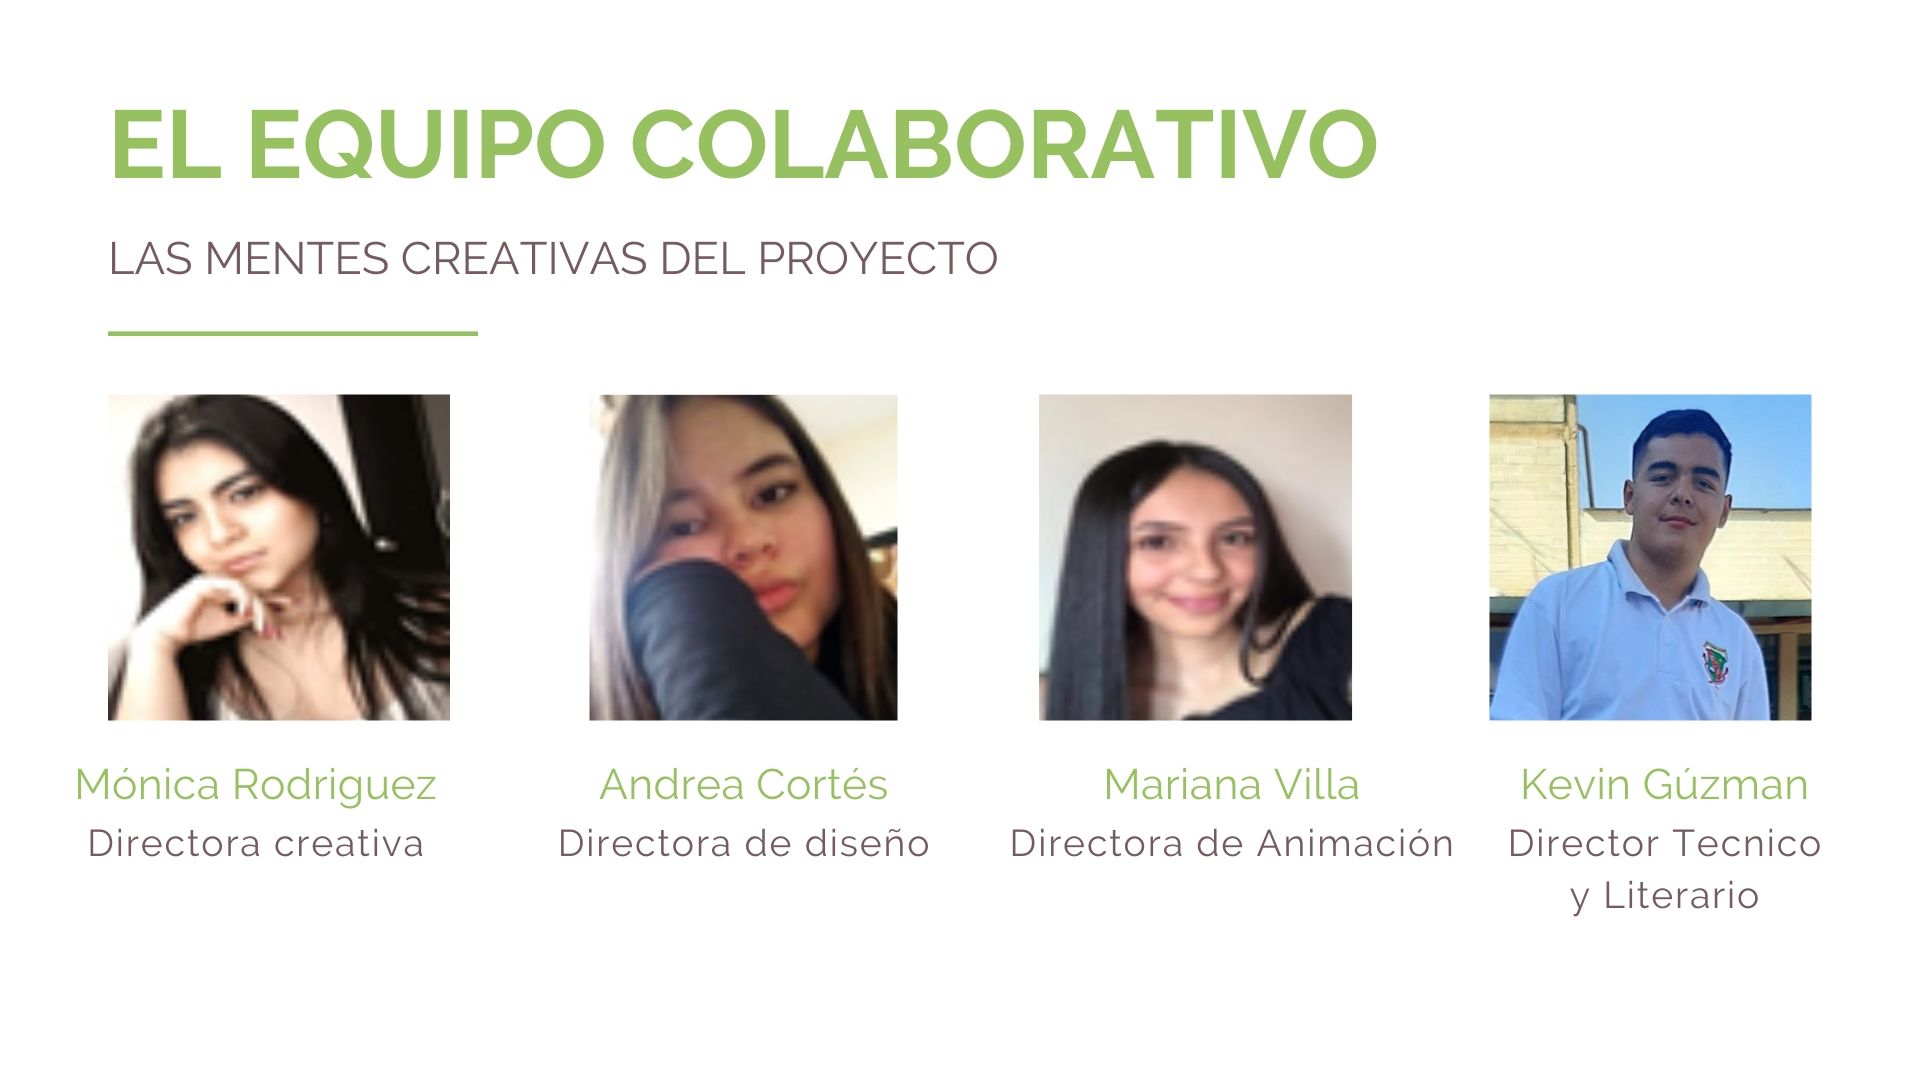 EL EQUIPO COLABORATIVO
LAS MENTES CREATIVAS DEL PROYECTO
Mónica Rodriguez
Directora creativa
Andrea Cortés
Directora de diseño
Mariana Villa
Directora de Animación
Kevin Gúzman
Director Tecnico
y Literario